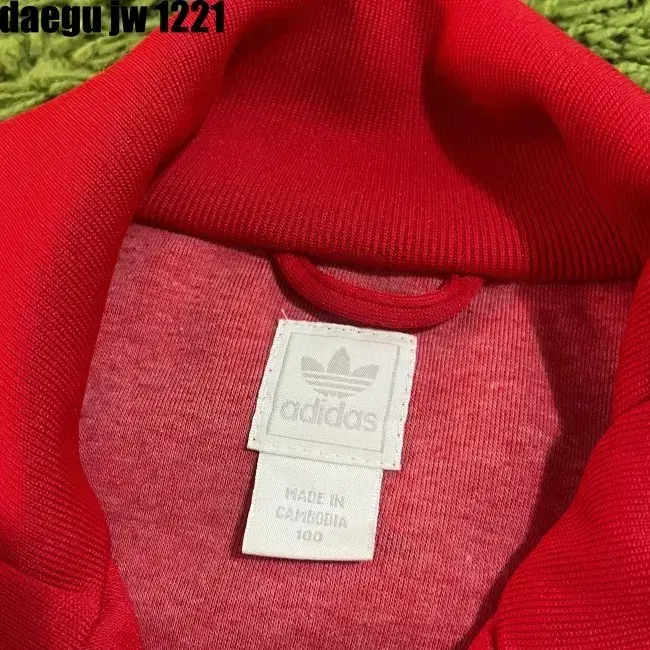 daegu jw 1221
adidas
MADE IN
CAMBODIA
100